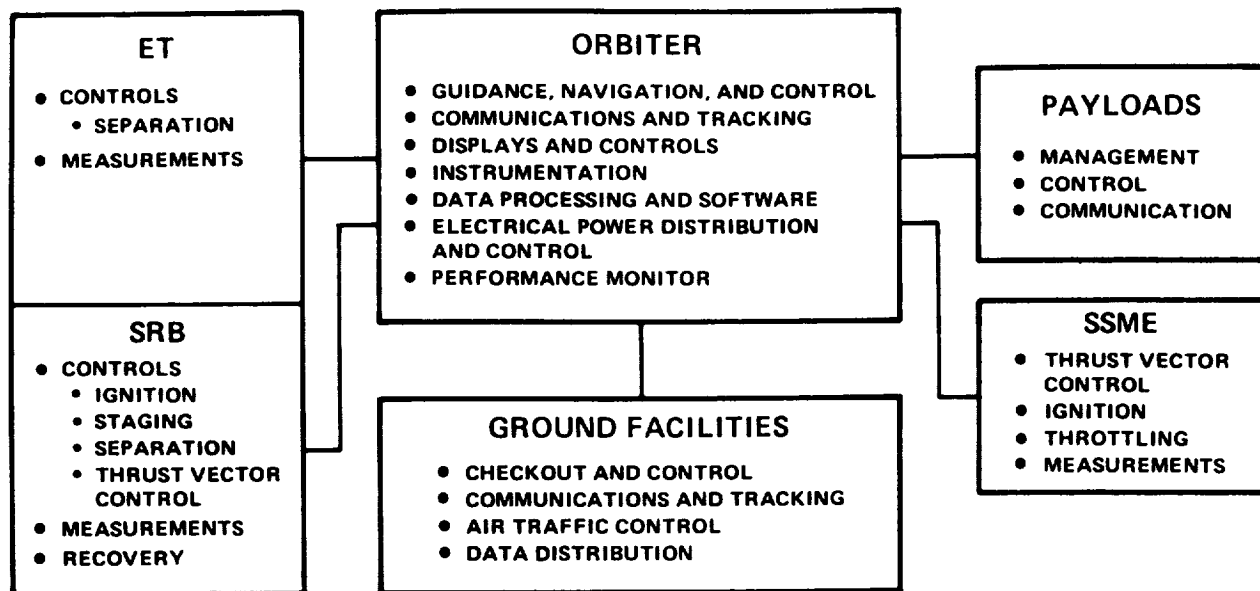 ET
• CONTROLS
• SEPARATION
• MEASUREMENTS
SRB
• CONTROLS
• IGNITION
• STAGING
• SEPARATION
• THRUST VECTOR
CONTROL
• MEASUREMENTS
• RECOVERY
ORBITER
• GUIDANCE, NAVIGATION, AND CONTROL
• COMMUNICATIONS AND TRACKING
• DISPLAYS AND CONTROLS
• INSTRUMENTATION
• DATA PROCESSING AND SOFTWARE
• ELECTRICAL POWER DISTRIBUTION
AND CONTROL
• PERFORMANCE MONITOR
GROUND FACILITIES
• CHECKOUT AND CONTROL
• COMMUNICATIONS AND TRACKING
• AIR TRAFFIC CONTROL
• DATA DISTRIBUTION
PAYLOADS
• MANAGEMENT
• CONTROL
• COMMUNICATION
SSME
• THRUST VECTOR
CONTROL
• IGNITION
• THROTTLING
• MEASUREMENTS